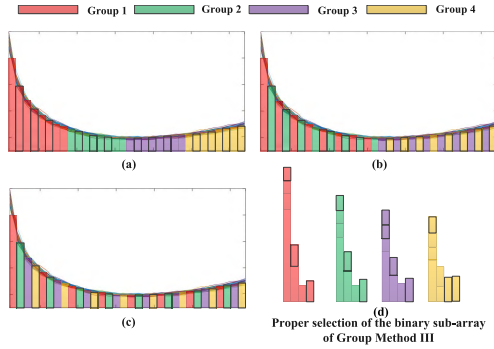 Group 1 Group 2 Group 3 Group 4
(a) (b)
(c) (d)
Proper selection of the binary sub-array
of Group Method III